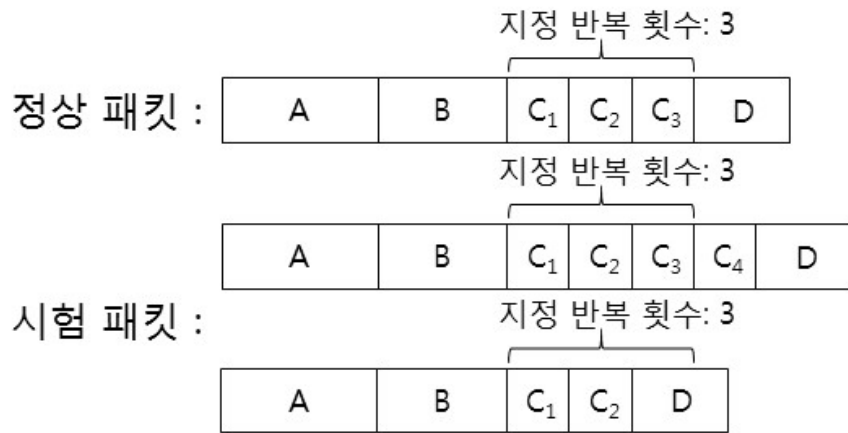 지정 반복 횟수: 3
정상 패킷 : A B C₁ C₂ C₃ D
지정 반복 횟수: 3
A B C₁ C₂ C₃ C₄ D
시험 패킷 :
지정 반복 횟수: 3
A B C₁ C₂ D